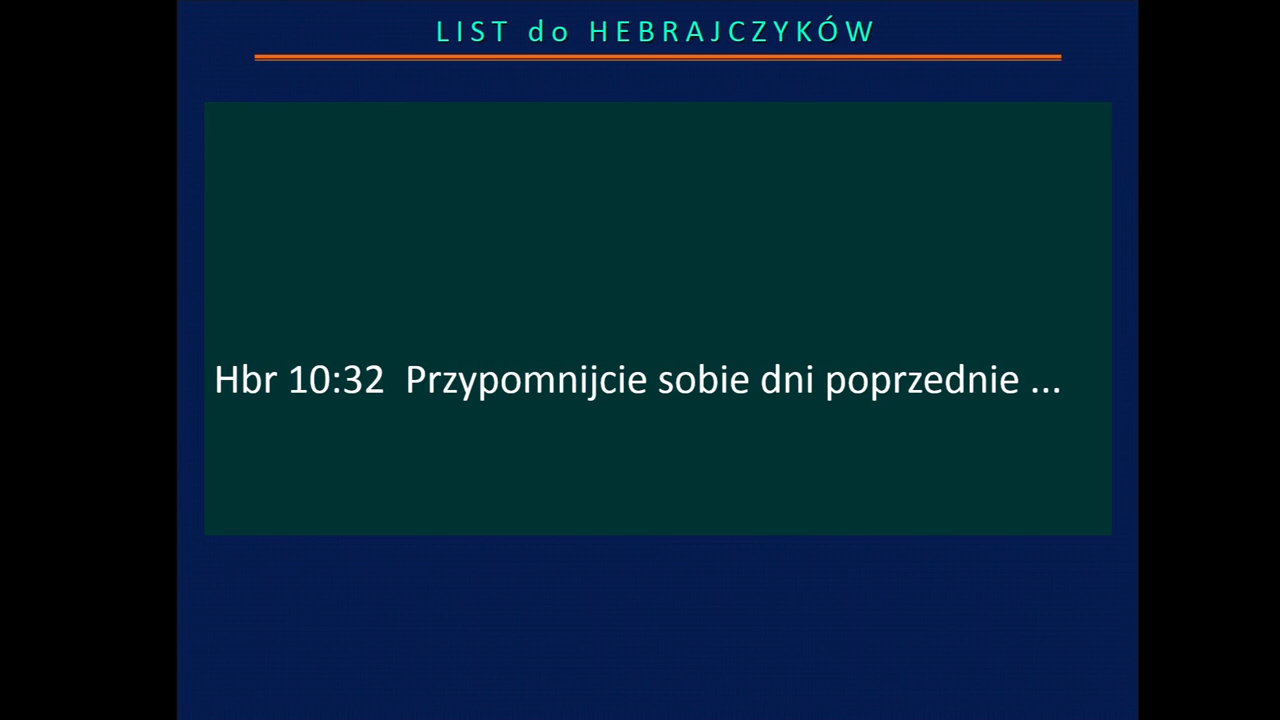 LIST do HEBRAJCZYKÓW
Hbr 10:32 Przypomnijcie sobie dni poprzednie ...